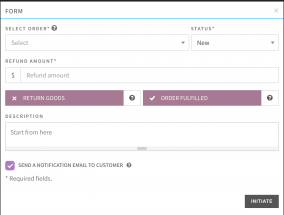 FORM ×
SELECT ORDER* ? STATUS*
Select New
REFUND AMOUNT*
$ Refund amount
× RETURN GOODS ? ✓ ORDER FULFILLED ?
DESCRIPTION
Start from here
SEND A NOTIFICATION EMAIL TO CUSTOMER ?
* Required fields.
INITIATE